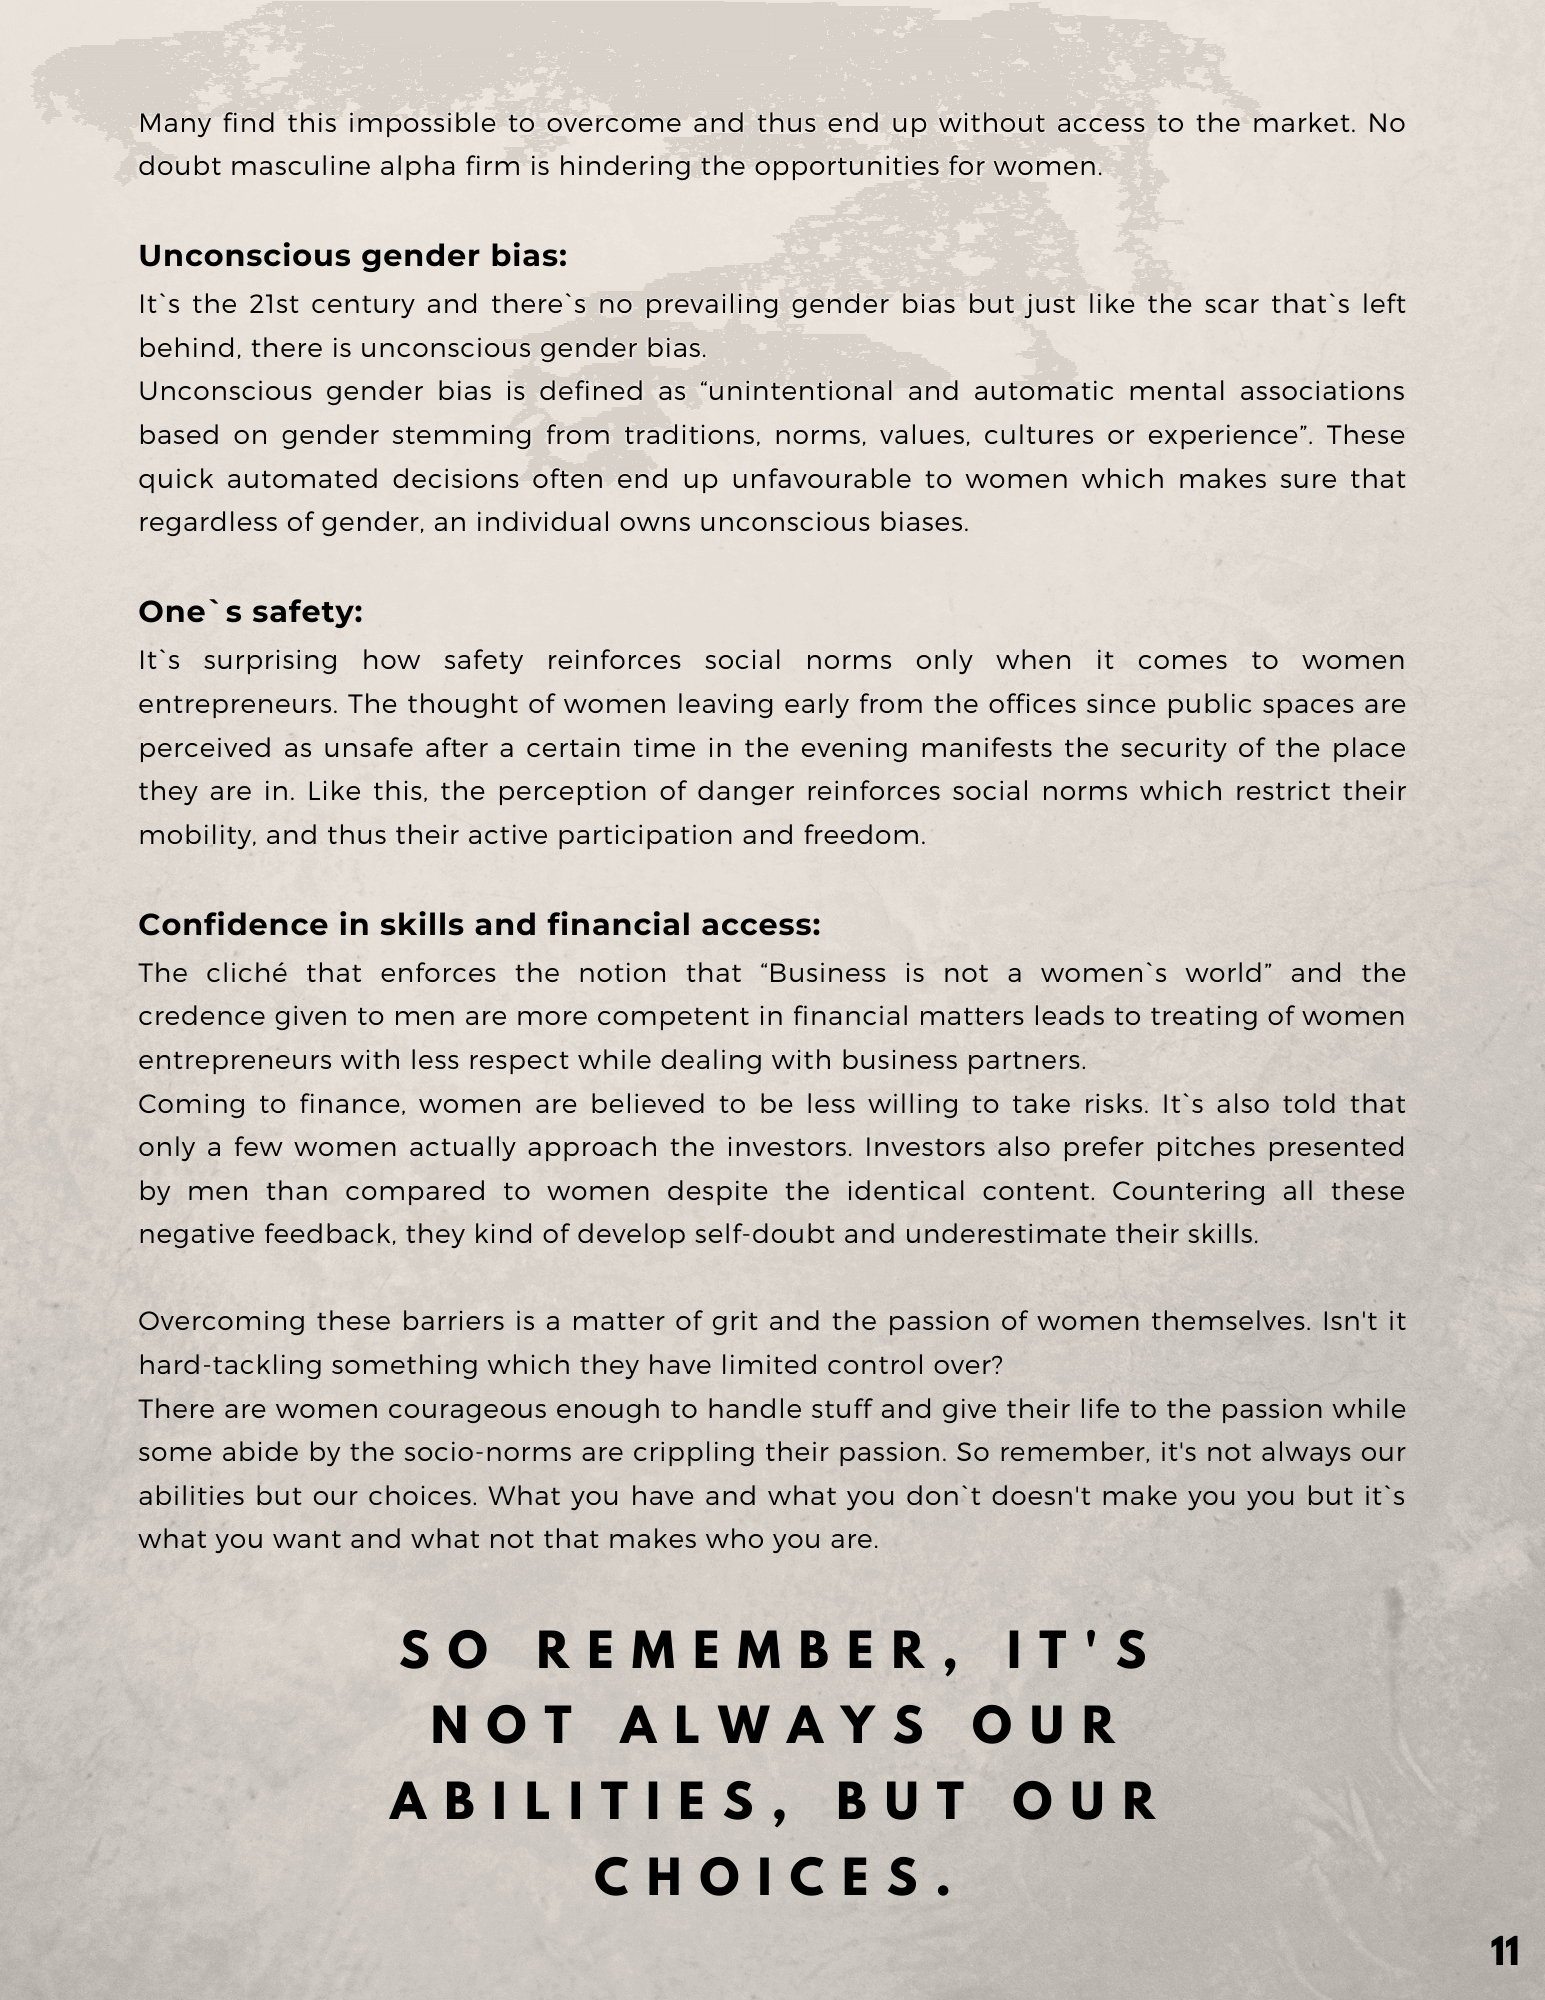 Many find this impossible to overcome and thus end up without access to the market. No
doubt masculine alpha firm is hindering the opportunities for women.
Unconscious gender bias:
It`s the 21st century and there`s no prevailing gender bias but just like the scar that`s left
behind, there is unconscious gender bias.
Unconscious gender bias is defined as “unintentional and automatic mental associations
based on gender stemming from traditions, norms, values, cultures or experience”. These
quick automated decisions often end up unfavourable to women which makes sure that
regardless of gender, an individual owns unconscious biases.
One`s safety:
It`s surprising how safety reinforces social norms only when it comes to women
entrepreneurs. The thought of women leaving early from the offices since public spaces are
perceived as unsafe after a certain time in the evening manifests the security of the place
they are in. Like this, the perception of danger reinforces social norms which restrict their
mobility, and thus their active participation and freedom.
Confidence in skills and financial access:
The cliché that enforces the notion that “Business is not a women`s world” and the
credence given to men are more competent in financial matters leads to treating of women
entrepreneurs with less respect while dealing with business partners.
Coming to finance, women are believed to be less willing to take risks. It`s also told that
only a few women actually approach the investors. Investors also prefer pitches presented
by men than compared to women despite the identical content. Countering all these
negative feedback, they kind of develop self-doubt and underestimate their skills.
Overcoming these barriers is a matter of grit and the passion of women themselves. Isn't it
hard-tackling something which they have limited control over?
There are women courageous enough to handle stuff and give their life to the passion while
some abide by the socio-norms are crippling their passion. So remember, it's not always our
abilities but our choices. What you have and what you don`t doesn't make you you but it`s
what you want and what not that makes who you are.
SO REMEMBER, IT'S
NOT ALWAYS OUR
ABILITIES, BUT OUR
CHOICES.
11